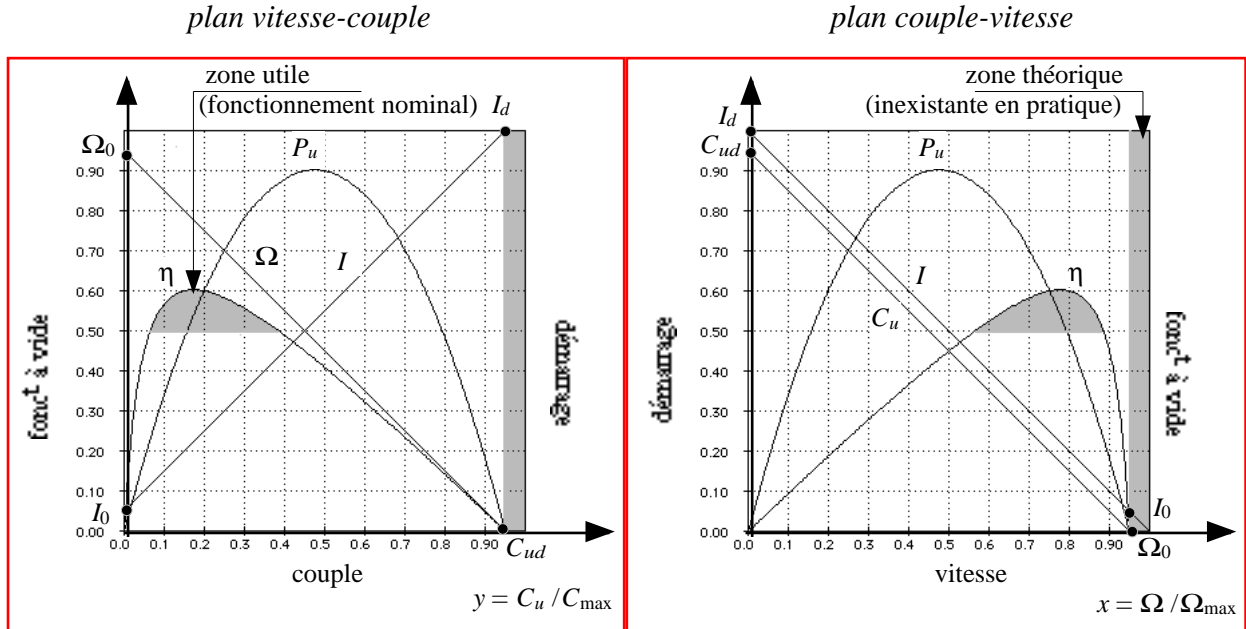 plan vitesse-couple
plan couple-vitesse
zone utile
(fonctionnement nominal)
I_d
Ω_0
P_u
0.90
0.80
0.70
0.60
0.50
0.40
0.30
0.20
0.10
0.00
η
Ω
I
fonc^t à vide
démarrage
I_0
0.0
0.1
0.2
0.3
0.4
0.5
0.6
0.7
0.8
0.90
C_ud
couple
y = C_u / C_max
zone théorique
(inexistante en pratique)
I_d
C_ud
P_u
0.90
0.80
0.70
0.60
0.50
0.40
0.30
0.20
0.10
0.00
I
C_u
η
démarrage
fonc^t à vide
I_0
0.0
0.1
0.2
0.3
0.4
0.5
0.6
0.7
0.8
0.90
Ω_0
vitesse
x = Ω / Ω_max